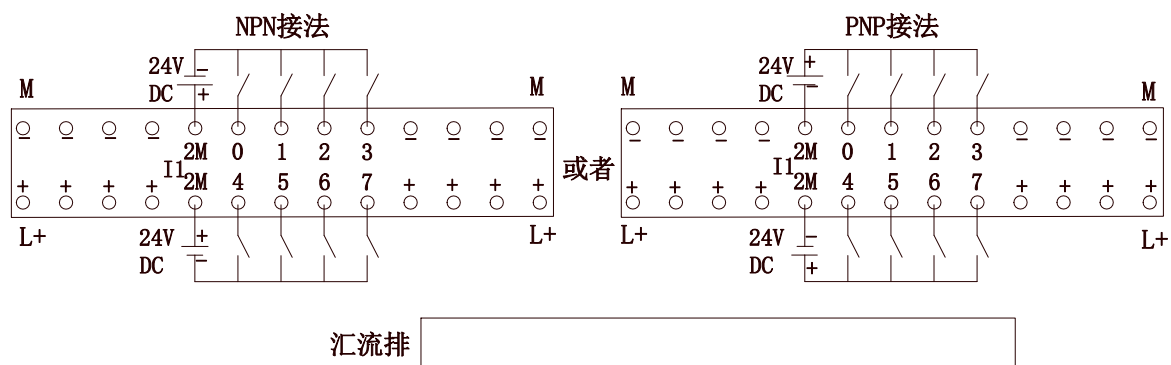 NPN接法 PNP接法
24V − 24V +
M DC + M M DC − M
− − − − − − − − − − − − − − − −
2M 0 1 2 3 2M 0 1 2 3
I1 或者 I1
+ + + + 2M 4 5 6 7 + + + + + + + + 2M 4 5 6 7 + + + +
L+ L+ L+ L+
24V + 24V −
DC − DC +
汇流排